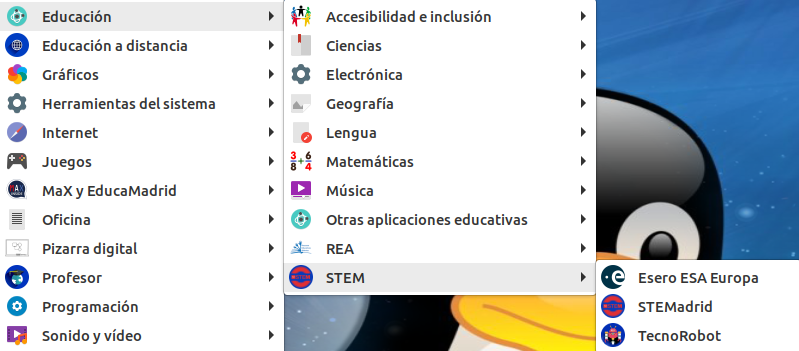 Educación
Educación a distancia
Gráficos
Herramientas del sistema
Internet
Juegos
MaX y EducaMadrid
Oficina
Pizarra digital
Profesor
Programación
Sonido y vídeo
Accesibilidad e inclusión
Ciencias
Electrónica
Geografía
Lengua
Matemáticas
Música
Otras aplicaciones educativas
REA
STEM
Esero ESA Europa
STEMadrid
TecnoRobot